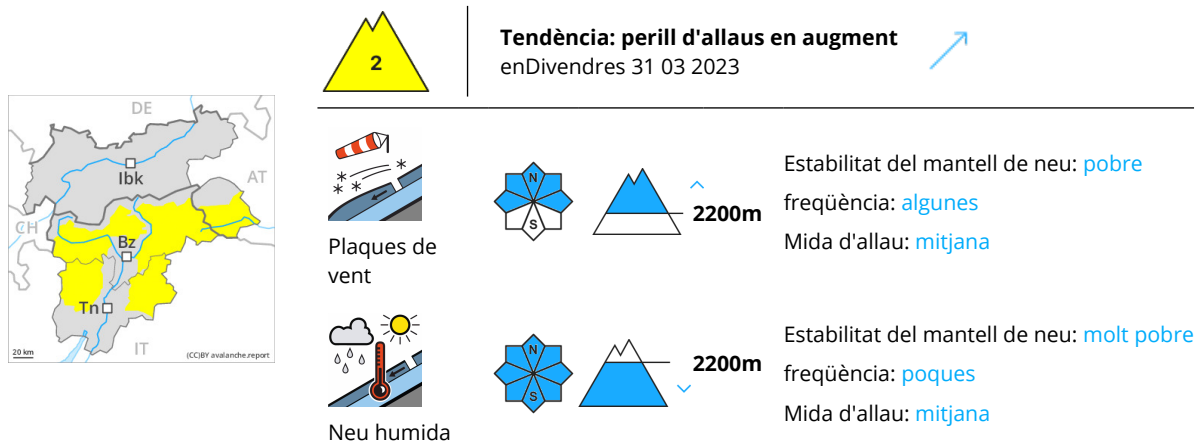 2
Tendència: perill d'allaus en augment
enDivendres 31 03 2023
DE
Ibk
AT
CH
Bz
Tn
IT
20 km
(CC)BY avalanche.report
Plaques de
vent
N
S
2200m
Estabilitat del mantell de neu: pobre
freqüència: algunes
Mida d'allau: mitjana
Neu humida
N
S
2200m
Estabilitat del mantell de neu: molt pobre
freqüència: poques
Mida d'allau: mitjana